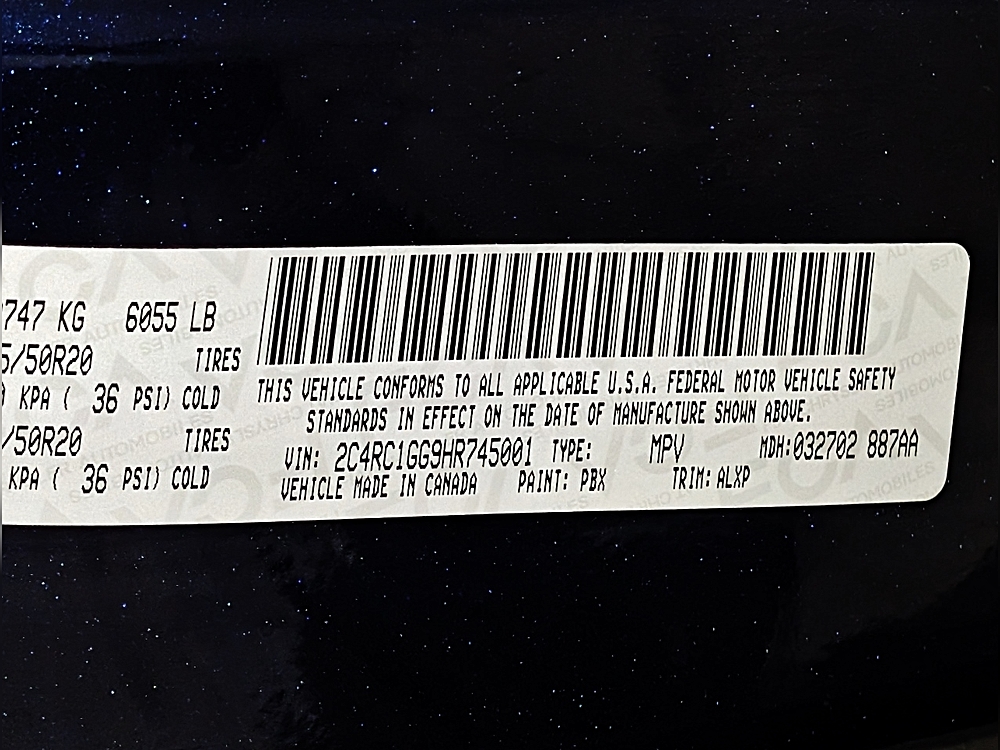 747 KG 6055 LB
5/50R20 TIRES
KPA ( 36 PSI) COLD
/50R20 TIRES
KPA ( 36 PSI) COLD
THIS VEHICLE CONFORMS TO ALL APPLICABLE U.S.A. FEDERAL MOTOR VEHICLE SAFETY
STANDARDS IN EFFECT ON THE DATE OF MANUFACTURE SHOWN ABOVE.
VIN: 2C4RC1GG9HR745001 TYPE: MPV MDH:032702 887AA
VEHICLE MADE IN CANADA PAINT: PBX TRIM: ALXP